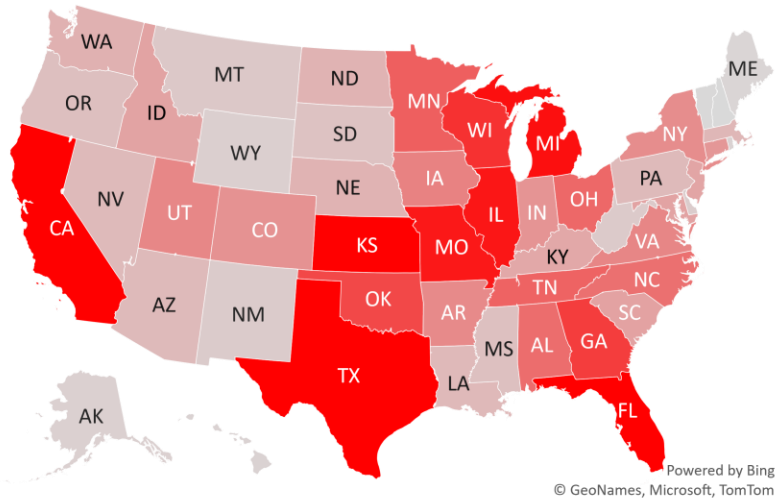 WA
MT
ND
ME
OR
ID
MN
WI
MI
NY
SD
WY
IA
PA
NE
NV
UT
CO
IL
IN
OH
CA
KS
MO
KY
VA
AZ
NM
OK
TN
NC
AR
SC
MS
AL
GA
TX
LA
AK
FL
Powered by Bing
© GeoNames, Microsoft, TomTom